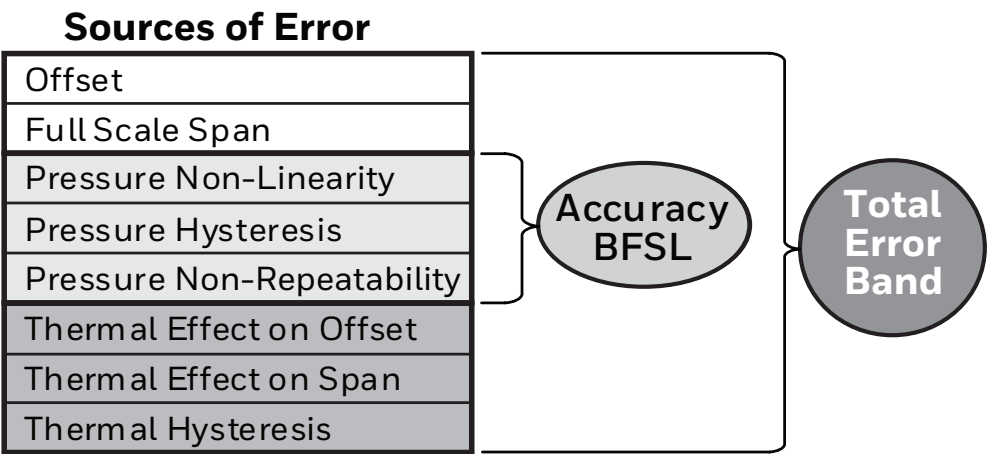 Sources of Error
Offset
Full Scale Span
Pressure Non-Linearity
Pressure Hysteresis
Pressure Non-Repeatability
Thermal Effect on Offset
Thermal Effect on Span
Thermal Hysteresis
Accuracy
BFSL
Total
Error
Band